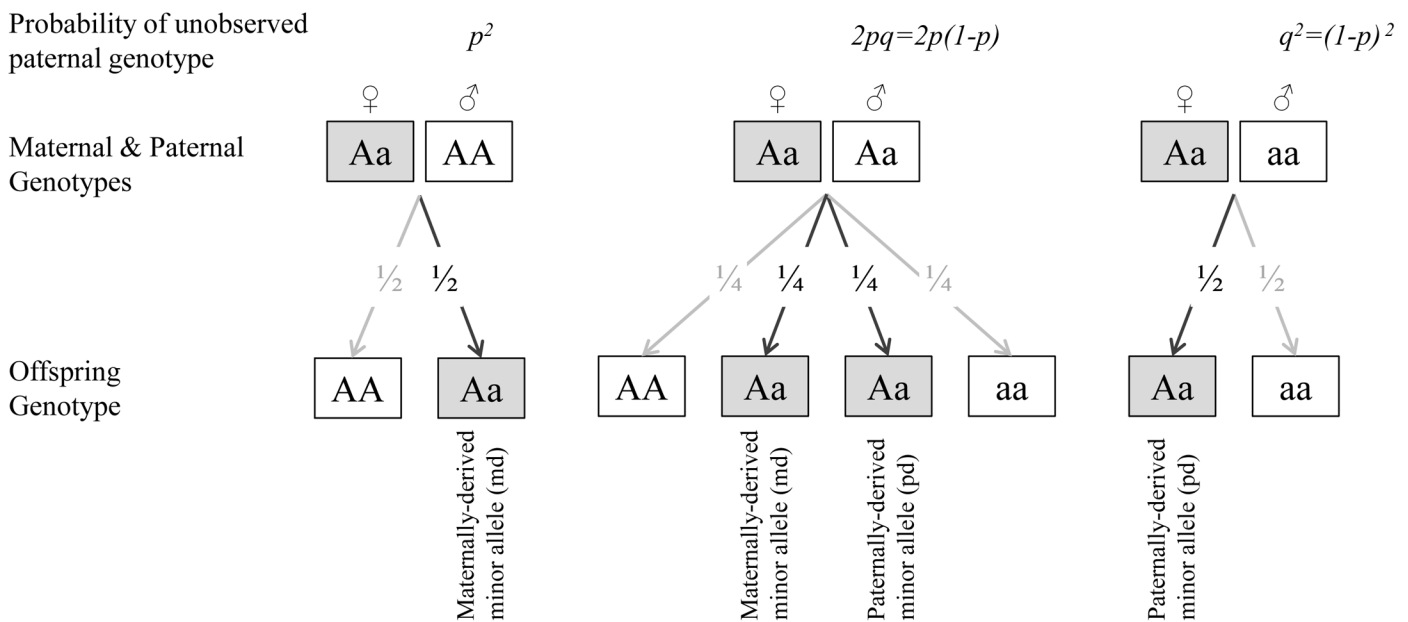 Probability of unobserved
paternal genotype
p²
2pq=2p(1-p)
q²=(1-p) ²
♀ ♂ ♀ ♂ ♀ ♂
Maternal & Paternal
Genotypes
Aa AA Aa Aa Aa aa
½ ½ ¼ ¼ ¼ ¼ ½ ½
Offspring
Genotype
AA Aa AA Aa Aa aa Aa aa
Maternally-derived
minor allele (md)
Maternally-derived
minor allele (md)
Paternally-derived
minor allele (pd)
Paternally-derived
minor allele (pd)